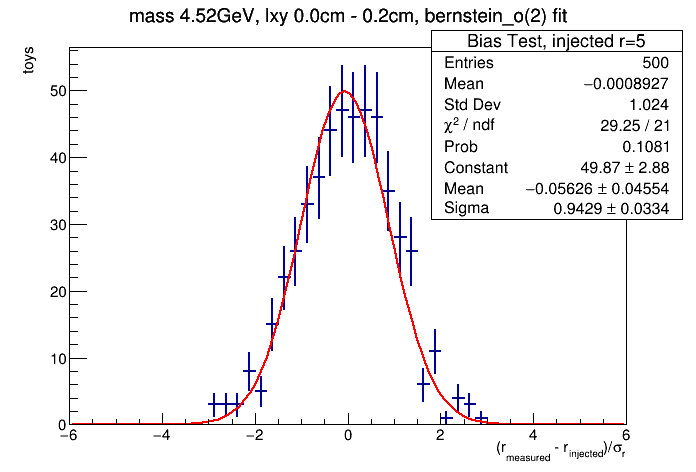 mass 4.52GeV, lxy 0.0cm - 0.2cm, bernstein_o(2) fit
toys
Bias Test, injected r=5
Entries 500
Mean −0.0008927
Std Dev 1.024
χ² / ndf 29.25 / 21
Prob 0.1081
Constant 49.87 ± 2.88
Mean −0.05626 ± 0.04554
Sigma 0.9429 ± 0.0334
50
40
30
20
10
0
−6 −4 −2 0 2 4 6
(r_measured - r_injected)/σ_r